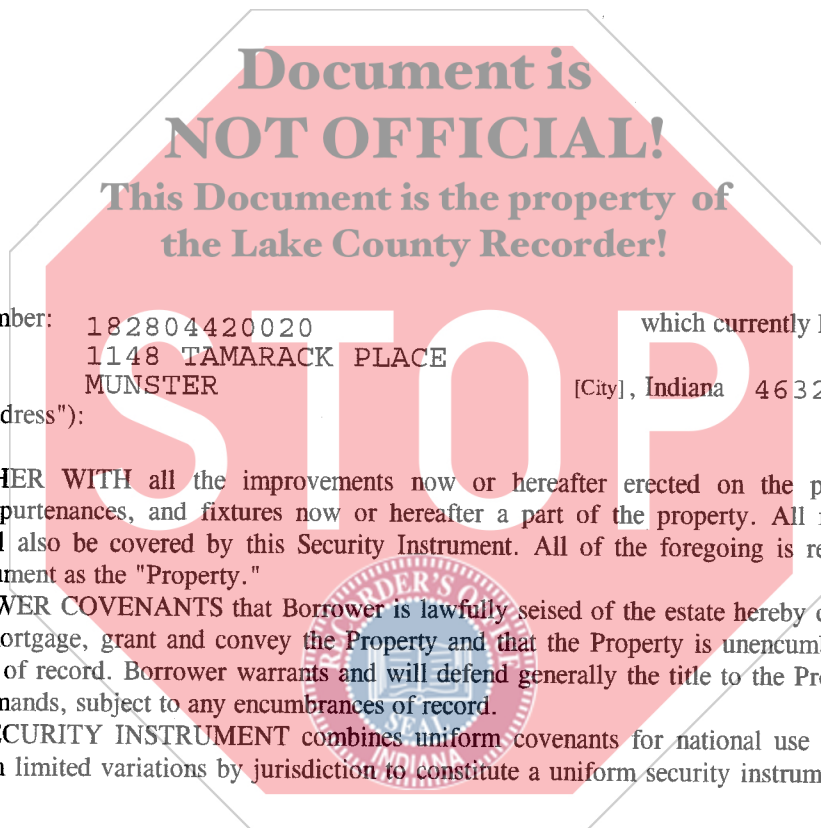 Document is
NOT OFFICIAL!
This Document is the property of
the Lake County Recorder!
mber: 182804420020 which currently
1148 TAMARACK PLACE
MUNSTER [City], Indiana 4632
dress"):
STOP
HER WITH all the improvements now or hereafter erected on the p
purtenances, and fixtures now or hereafter a part of the property. All
also be covered by this Security Instrument. All of the foregoing is re
ument as the "Property."
WER COVENANTS that Borrower is lawfully seised of the estate hereby
ortgage, grant and convey the Property and that the Property is unencum
of record. Borrower warrants and will defend generally the title to the Pro
mands, subject to any encumbrances of record.
CURITY INSTRUMENT combines uniform covenants for national use
limited variations by jurisdiction to constitute a uniform security instrum
RECORDER'S OFFICE
SEAL
INDIANA